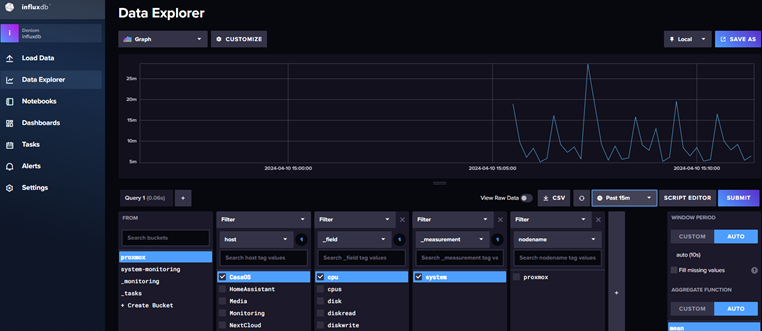 influxdb
Data Explorer
i
Denism
influxdb
Graph
CUSTOMIZE
Local
SAVE AS
Load Data
Data Explorer
Notebooks
Dashboards
Tasks
Alerts
Settings
25m
20m
15m
10m
5m
2024-04-10 15:00:00
2024-04-10 15:05:00
2024-04-10 15:10:00
Query 1 (0.06s)
+
View Raw Data
CSV
Past 15m
SCRIPT EDITOR
SUBMIT
FROM
Search buckets
proxmox
system-monitoring
_monitoring
_tasks
+ Create Bucket
Filter
host
1
Search host tag values
CasaOS
HomeAssistant
Media
Monitoring
NextCloud
Filter
_field
1
Search _field tag values
cpu
cpus
disk
diskread
diskwrite
Filter
_measurement
1
Search _measurement tag va
system
Filter
nodename
Search nodename tag values
proxmox
+
WINDOW PERIOD
CUSTOM
AUTO
auto (10s)
Fill missing values
?
AGGREGATE FUNCTION
CUSTOM
AUTO
mean